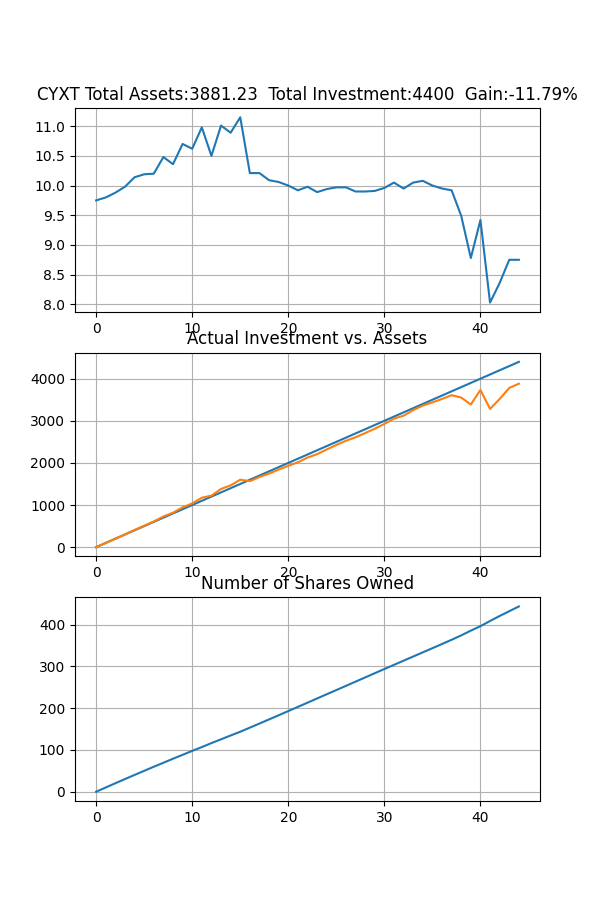 CYXT Total Assets:3881.23  Total Investment:4400  Gain:-11.79%
11.0
10.5
10.0
9.5
9.0
8.5
8.0
0 10 20 30 40
Actual Investment vs. Assets
4000
3000
2000
1000
0
0 10 20 30 40
Number of Shares Owned
400
300
200
100
0
0 10 20 30 40